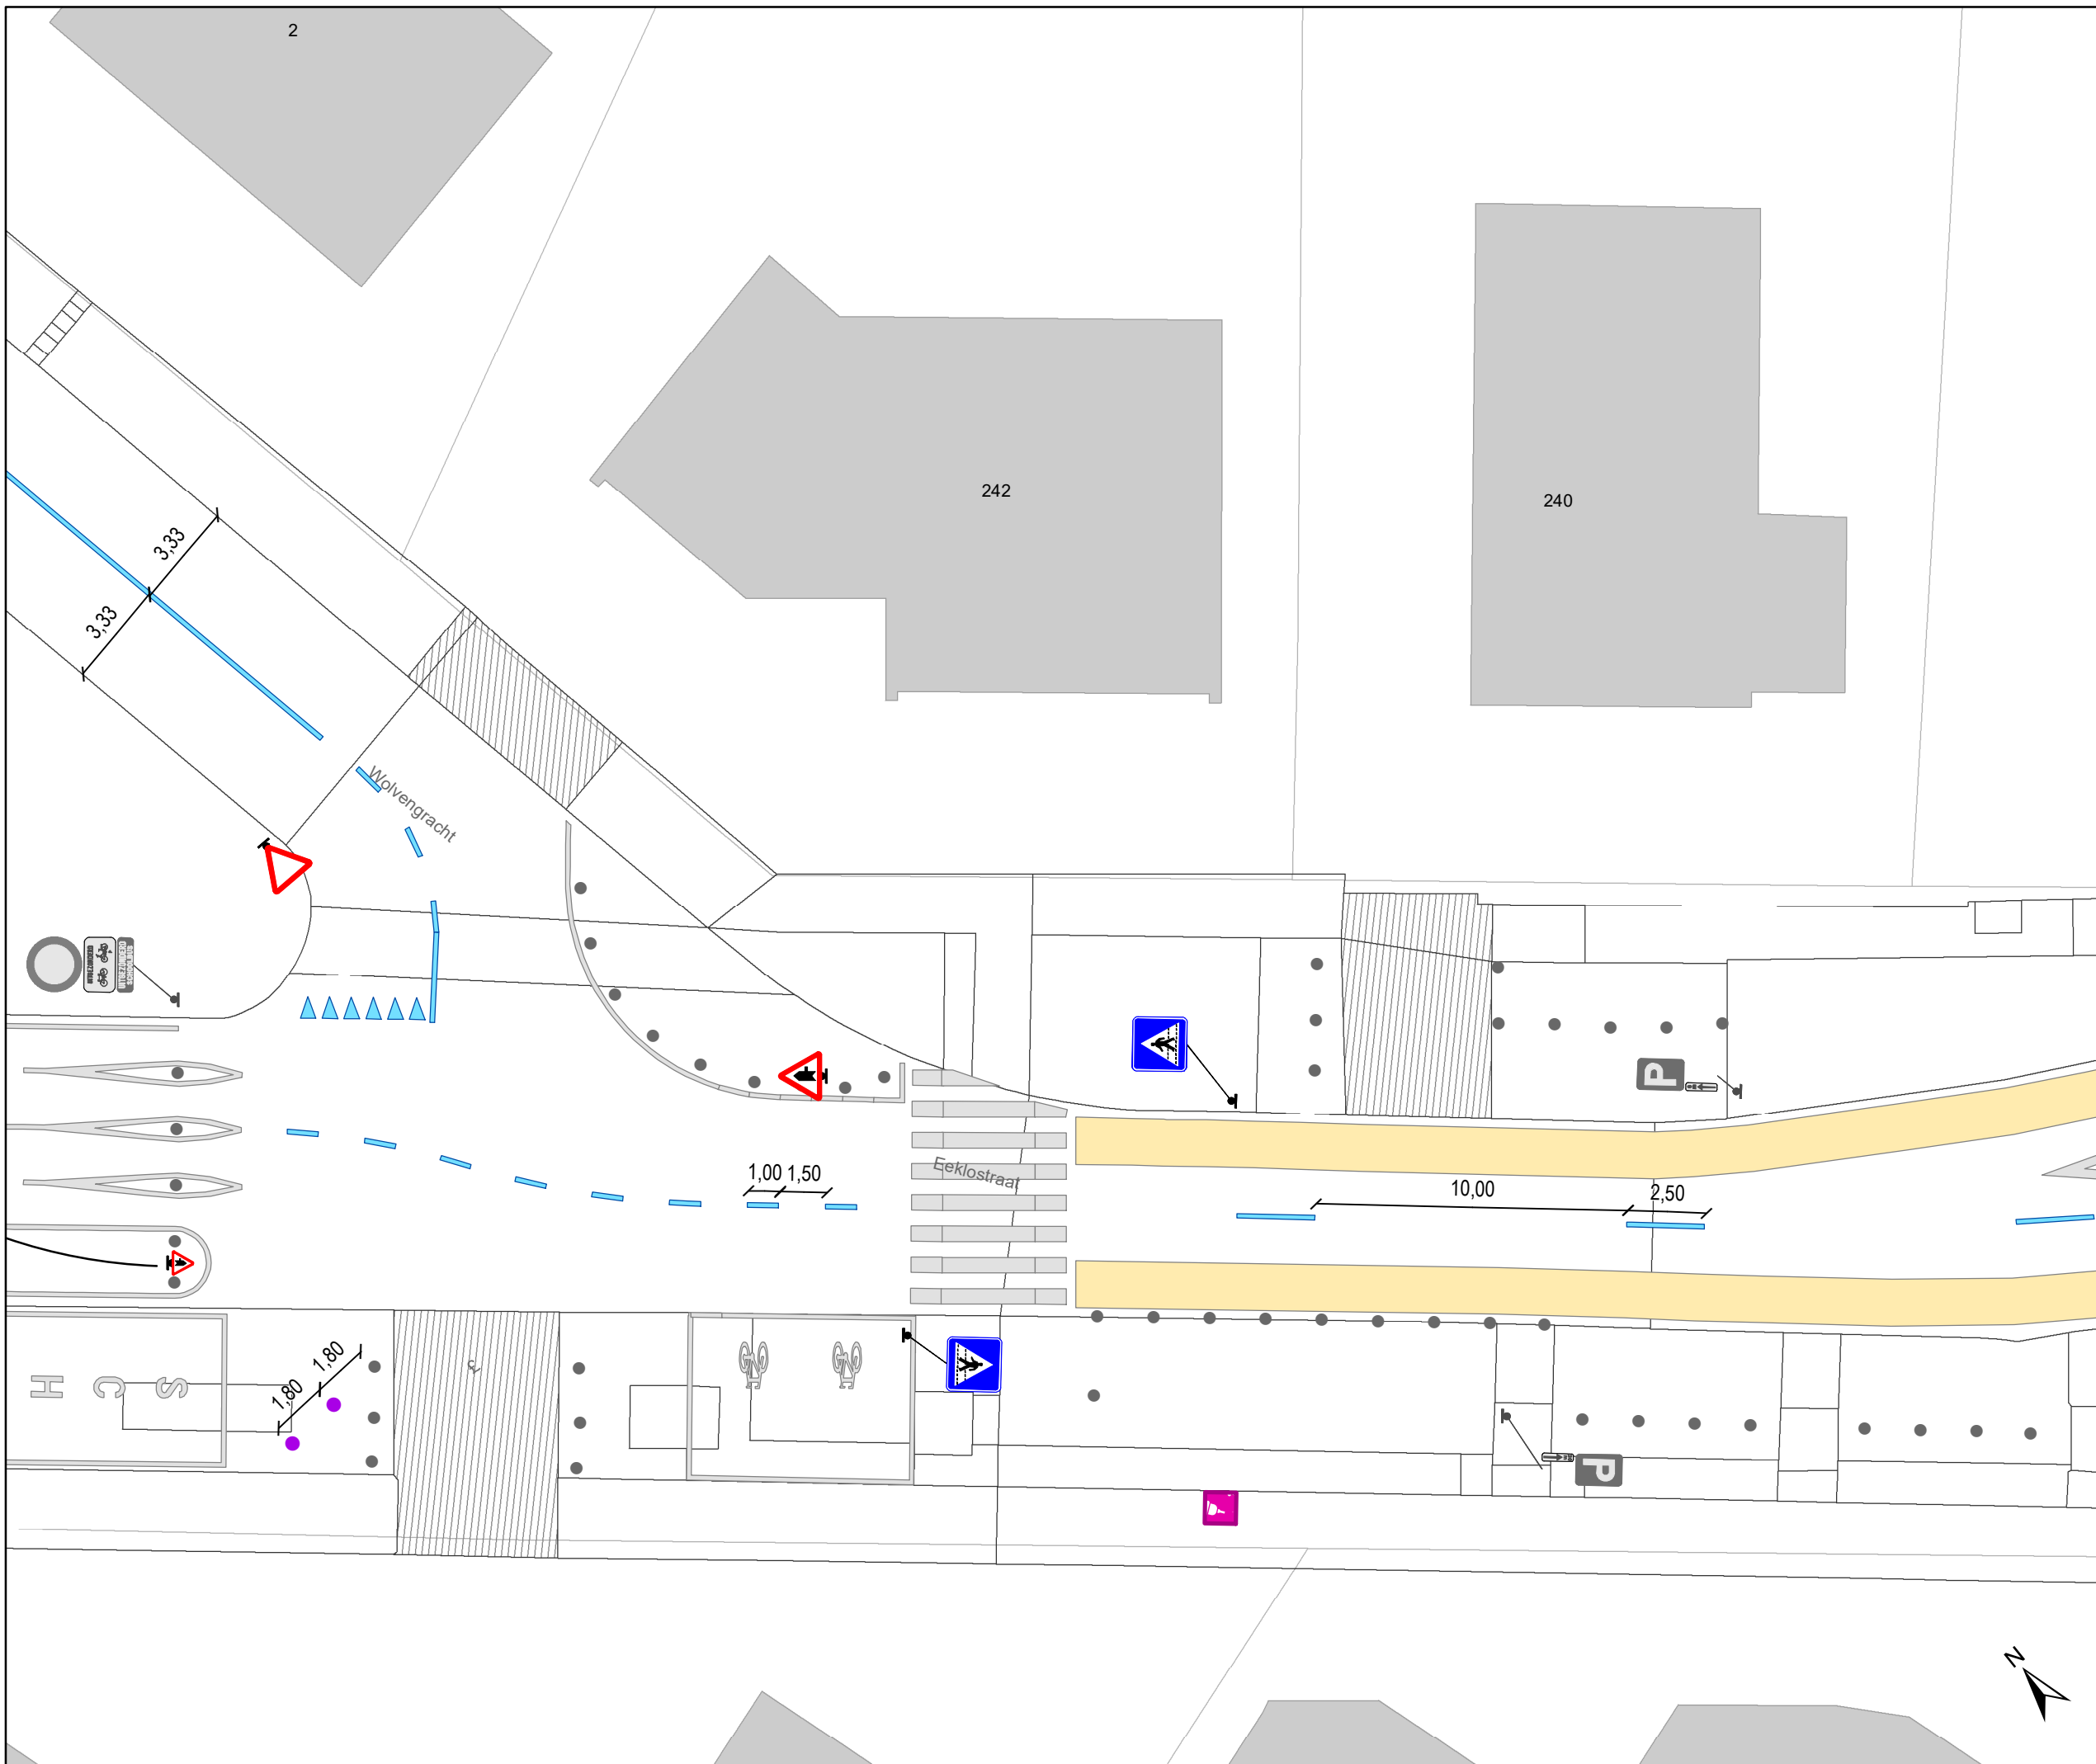 2
242
240
3,33
3,33
Wolvengracht
UITGEZONDERD
P
Eeklostraat
1,00 1,50
10,00
2,50
S C H
1,80
1,80
P
N